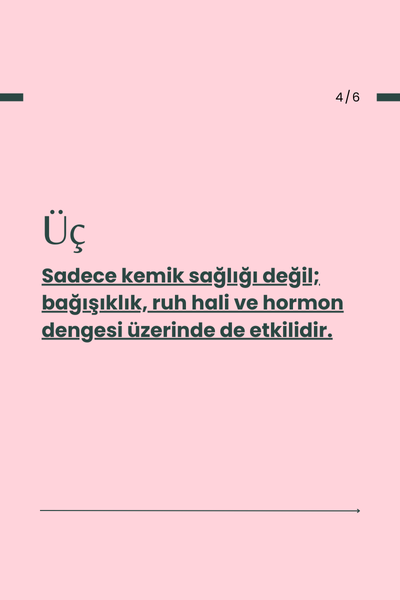 4/6
Üç
Sadece kemik sağlığı değil;
bağışıklık, ruh hali ve hormon
dengesi üzerinde de etkilidir.